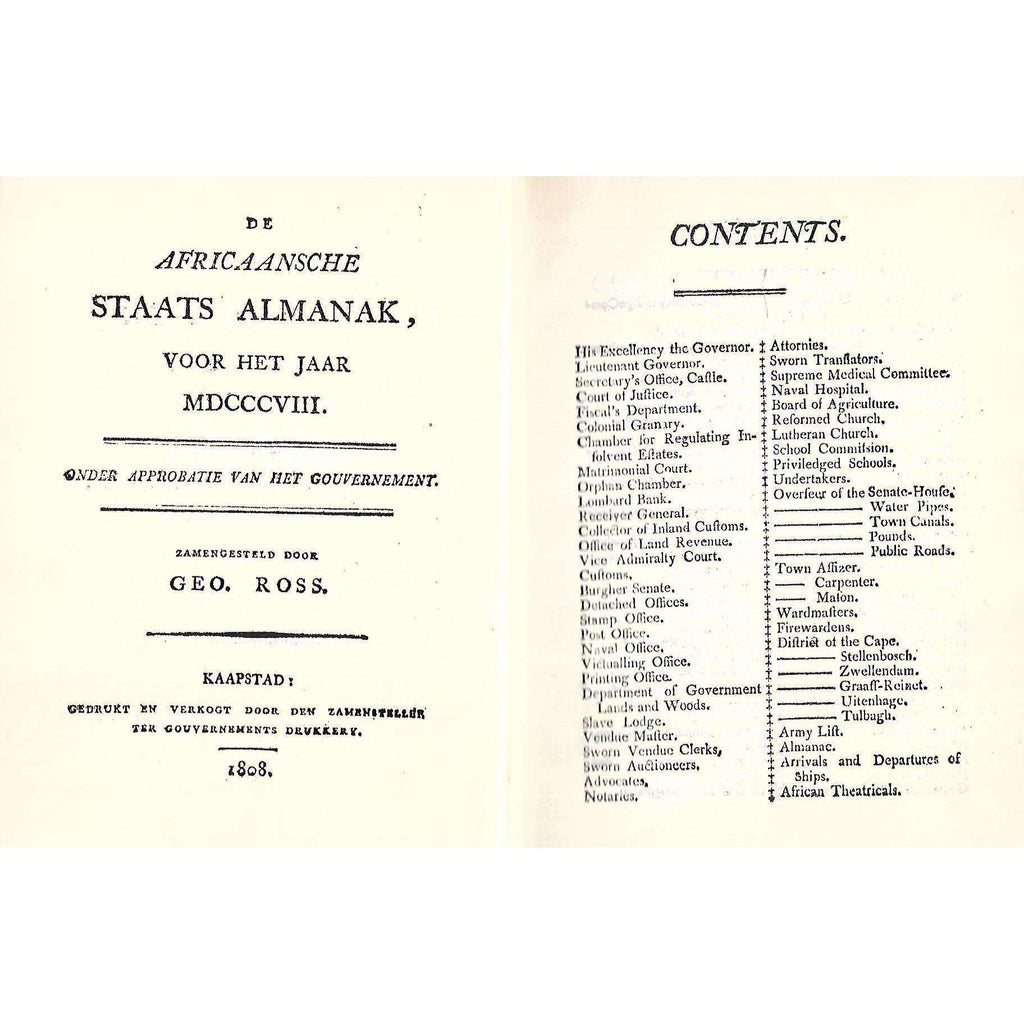 DE
AFRICAANSCHE
STAATS ALMANAK,
VOOR HET JAAR
MDCCCVIII.
ONDER APPROBATIE VAN HET GOUVERNEMENT.
ZAMENGESTELD DOOR
GEO. ROSS.
KAAPSTAD:
GEDRUKT EN VERKOGT DOOR DEN ZAMENSTELLER
TER GOUVERNEMENTS DRUKKERY.
1808.
CONTENTS.
His Excellency the Governor.
Lieutenant Governor.
Secretary's Office, Caſtle.
Court of Juſtice.
Fiscal's Department.
Colonial Granary.
Chamber for Regulating In-
ſolvent Eſtates.
Matrimonial Court.
Orphan Chamber.
Lombard Bank.
Receiver General.
Collector of Inland Cuſtoms.
Office of Land Revenue.
Vice Admiralty Court.
Cuſtoms.
Burgher Senate.
Detached Offices.
Stamp Office.
Post Office.
Naval Office.
Victualling Office.
Printing Office.
Department of Government
Lands and Woods.
Slave Lodge.
Vendue Maſter.
Sworn Vendue Clerks,
Sworn Auctioneers.
Advocates.
Notaries.
Attornies.
Sworn Tranſlators.
Supreme Medical Committee.
Naval Hospital.
Board of Agriculture.
Reformed Church.
Lutheran Church.
School Commiſsion.
Priviledged Schools.
Undertakers.
Overſeer of the Senate-Houſe.
——— Water Pipes.
——— Town Canals.
——— Pounds.
——— Public Roads.
Town Aſſizer.
—— Carpenter.
—— Maſon.
Wardmaſters.
Firewardens.
Diſtrict of the Cape.
——— Stellenbosch.
——— Zwellendam.
——— Graaff-Reinet.
——— Uitenhage.
——— Tulbagh.
Army Liſt.
Almanac.
Arrivals and Departures of
Ships.
African Theatricals.